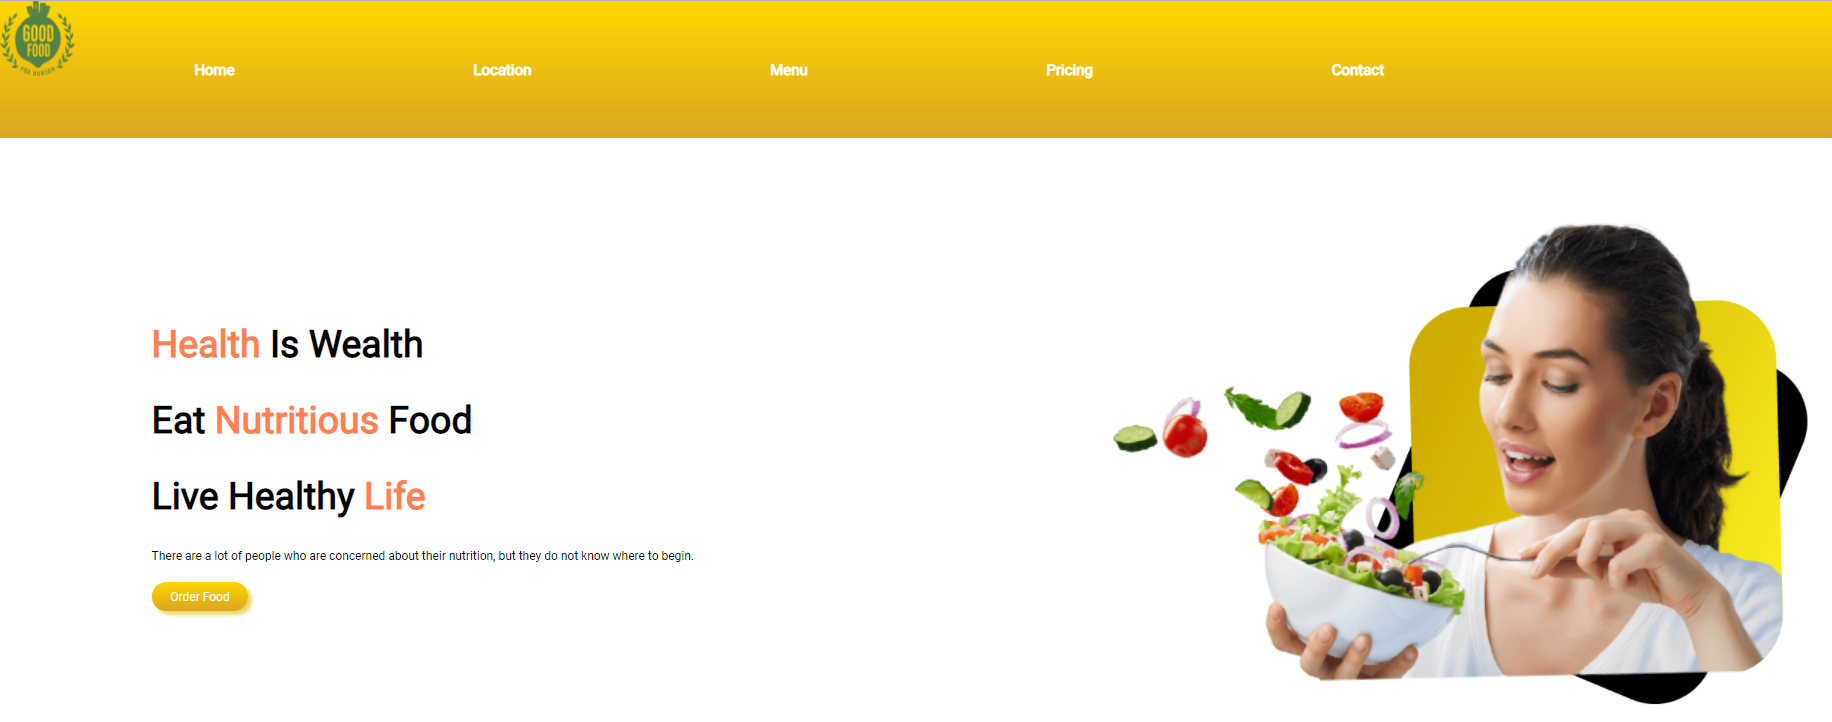 GOOD
FOOD
FOR HUDSON
Home Location Menu Pricing Contact
Health Is Wealth
Eat Nutritious Food
Live Healthy Life
There are a lot of people who are concerned about their nutrition, but they do not know where to begin.
Order Food